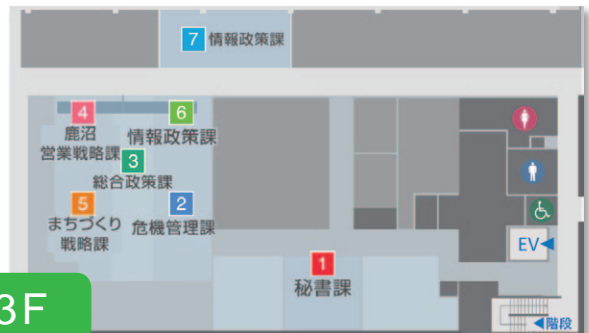 7 情報政策課
4
鹿沼
営業戦略課
6
情報政策課
3
総合政策課
5
まちづくり
戦略課
2
危機管理課
1
秘書課
EV◀
◀階段
3F